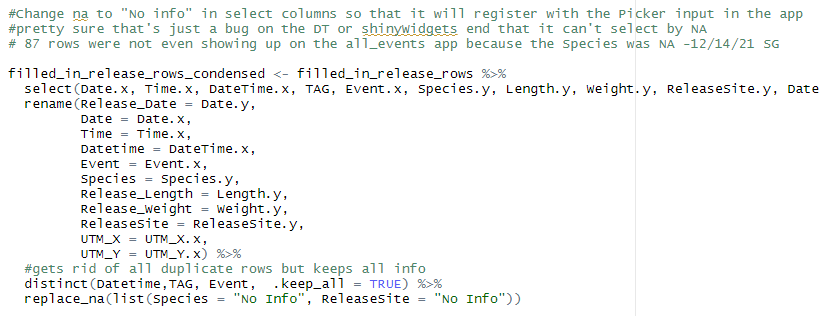 #Change na to "No info" in select columns so that it will register with the Picker input in the app
#pretty sure that's just a bug on the DT or shinyWidgets end that it can't select by NA
# 87 rows were not even showing up on the all_events app because the Species was NA -12/14/21 SG
filled_in_release_rows_condensed <- filled_in_release_rows %>%
select(Date.x, Time.x, DateTime.x, TAG, Event.x, Species.y, Length.y, Weight.y, ReleaseSite.y, Date
rename(Release_Date = Date.y,
Date = Date.x,
Time = Time.x,
Datetime = DateTime.x,
Event = Event.x,
Species = Species.y,
Release_Length = Length.y,
Release_Weight = Weight.y,
ReleaseSite = ReleaseSite.y,
UTM_X = UTM_X.x,
UTM_Y = UTM_Y.x) %>%
#gets rid of all duplicate rows but keeps all info
distinct(Datetime,TAG, Event,  .keep_all = TRUE) %>%
replace_na(list(Species = "No Info", ReleaseSite = "No Info"))